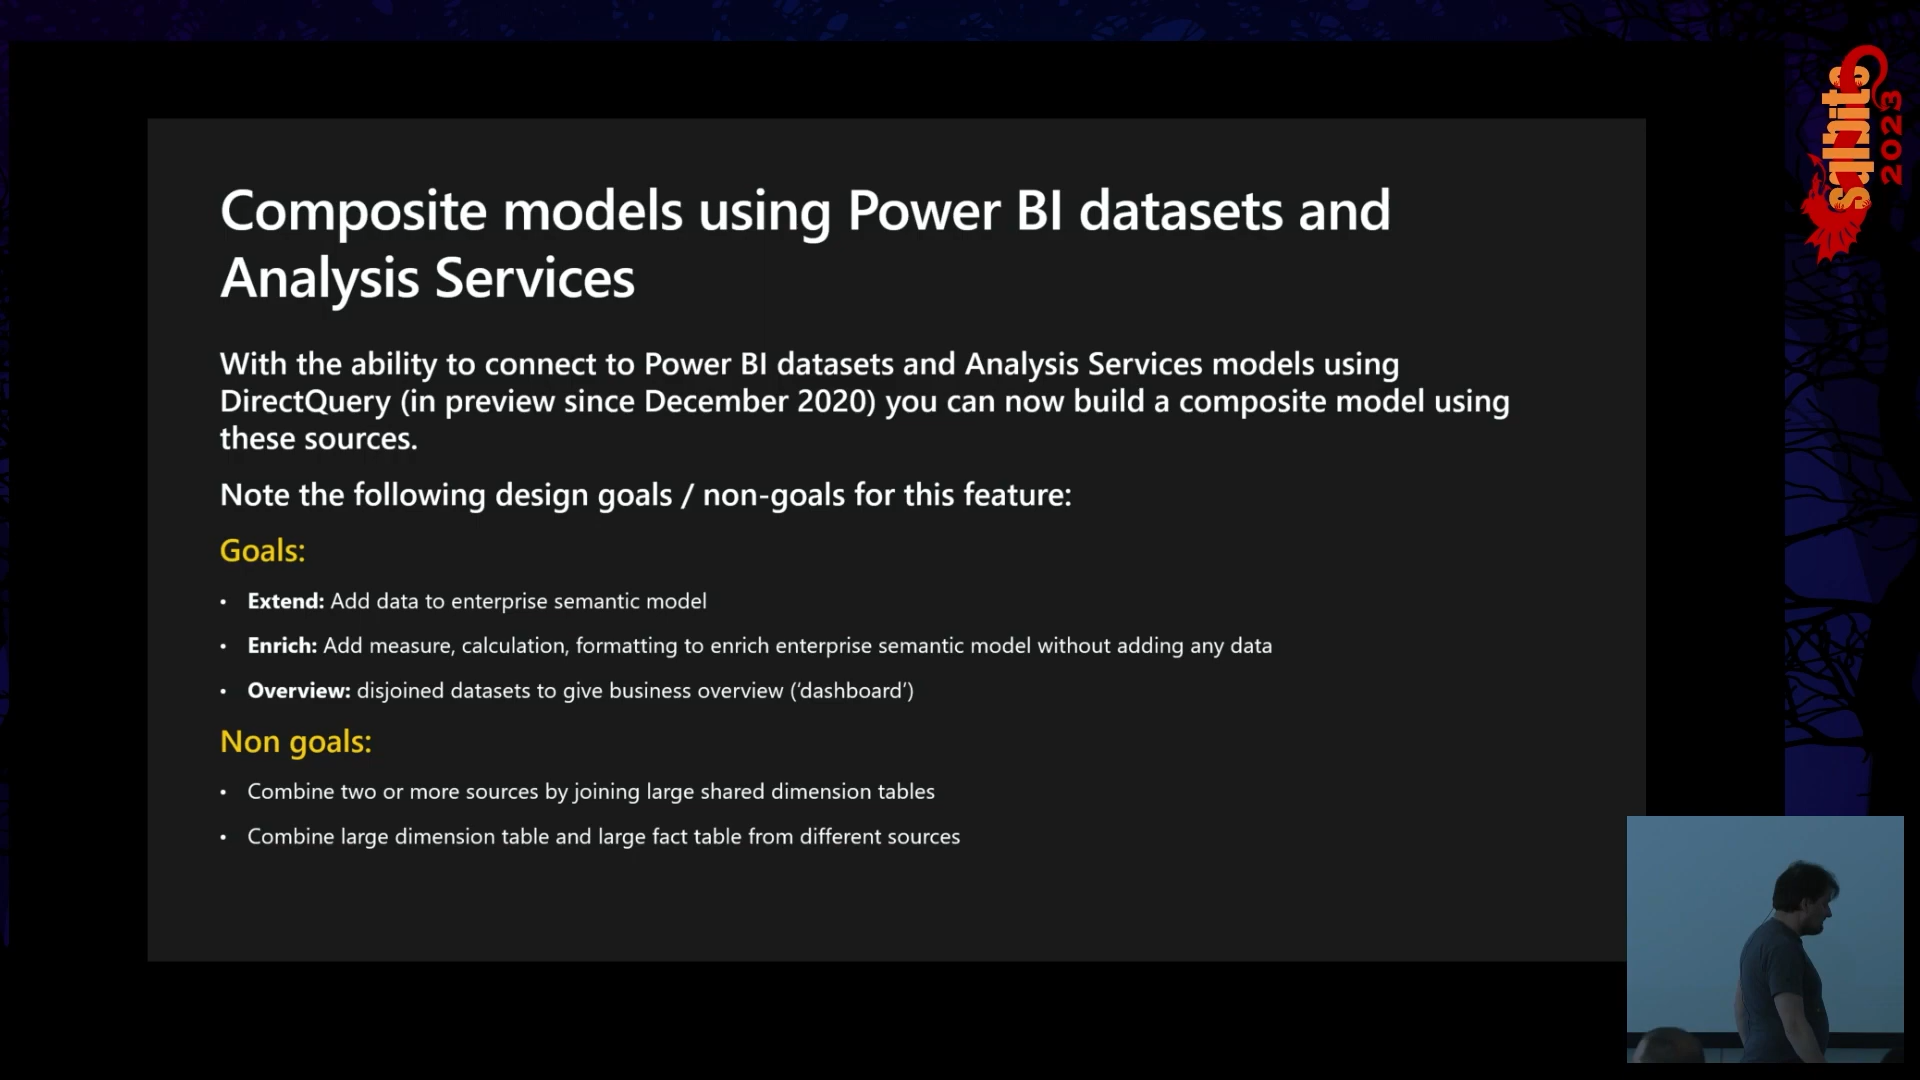 Composite models using Power BI datasets and
Analysis Services
With the ability to connect to Power BI datasets and Analysis Services models using
DirectQuery (in preview since December 2020) you can now build a composite model using
these sources.
Note the following design goals / non-goals for this feature:
Goals:
• Extend: Add data to enterprise semantic model
• Enrich: Add measure, calculation, formatting to enrich enterprise semantic model without adding any data
• Overview: disjoined datasets to give business overview (‘dashboard’)
Non goals:
• Combine two or more sources by joining large shared dimension tables
• Combine large dimension table and large fact table from different sources
sqlbits
2023